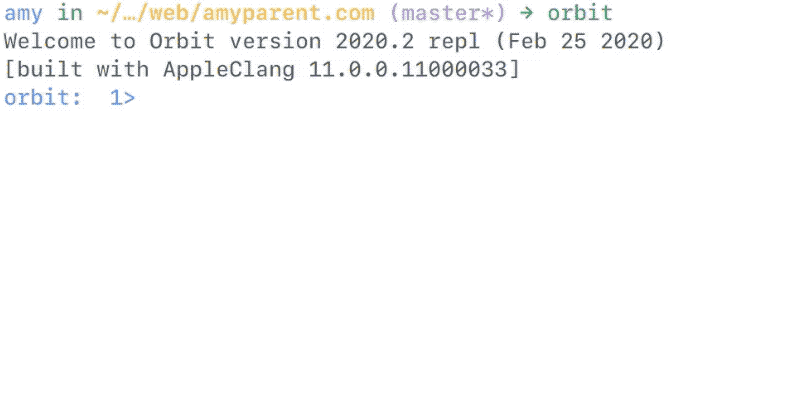 amy in ~/…/web/amyparent.com (master*) → orbit
Welcome to Orbit version 2020.2 repl (Feb 25 2020)
[built with AppleClang 11.0.0.11000033]
orbit:  1>